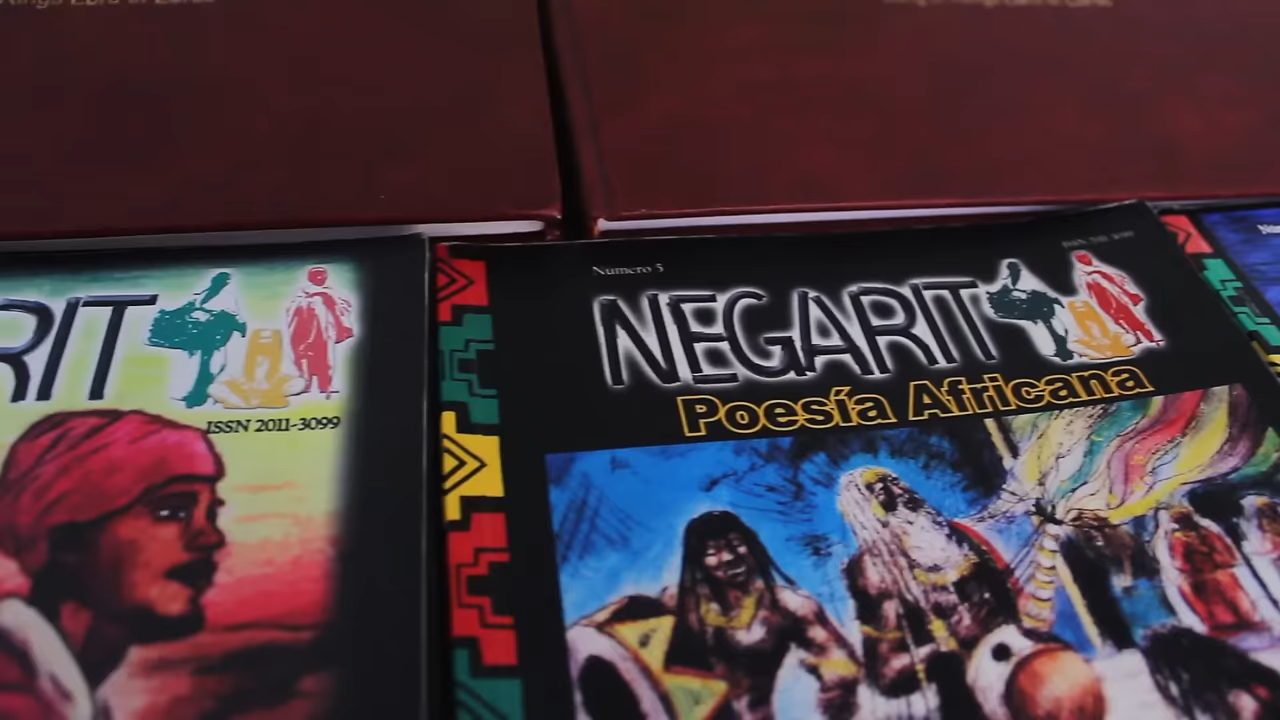 RIT
ISSN 2011-3099
Numero 5
NEGARIT
Poesía Africana